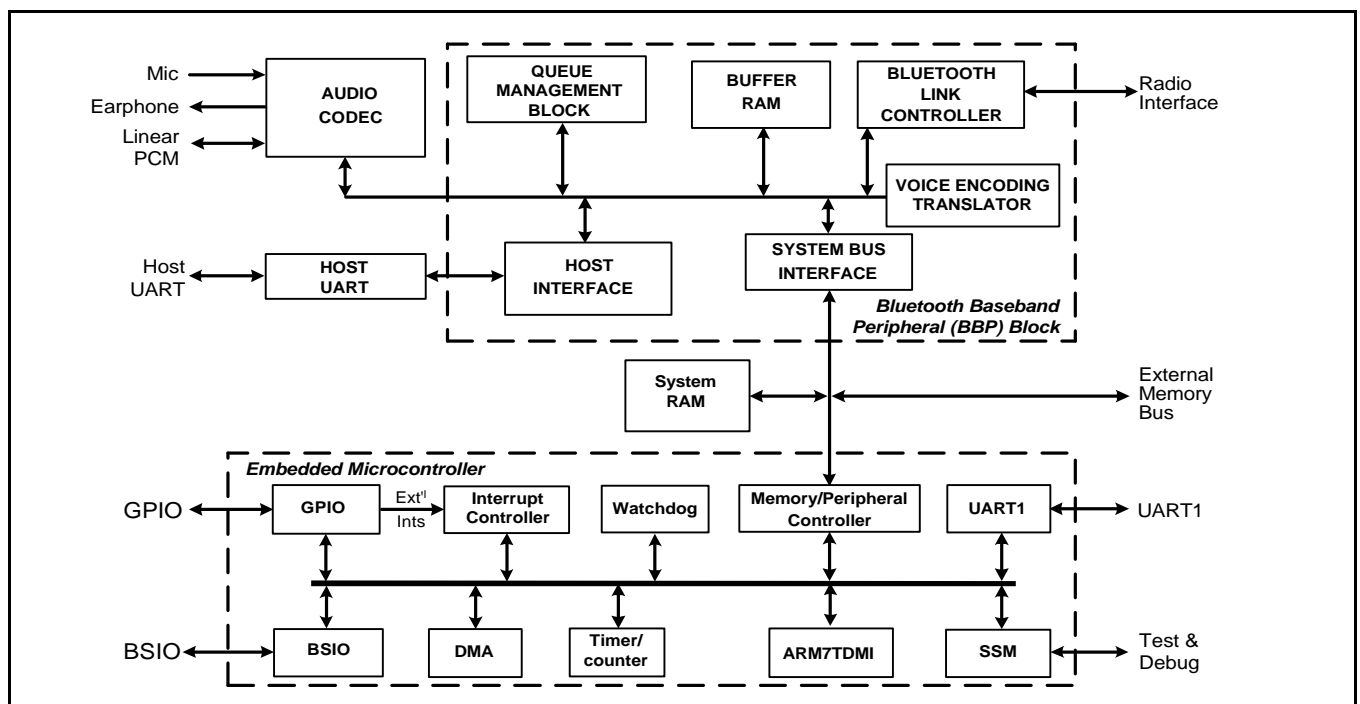 Mic
Earphone
Linear
PCM
AUDIO
CODEC
QUEUE
MANAGEMENT
BLOCK
BUFFER
RAM
BLUETOOTH
LINK
CONTROLLER
Radio
Interface
VOICE ENCODING
TRANSLATOR
Host
UART
HOST
UART
HOST
INTERFACE
SYSTEM BUS
INTERFACE
Bluetooth Baseband
Peripheral (BBP) Block
System
RAM
External
Memory
Bus
Embedded Microcontroller
GPIO
GPIO
Ext'l
Ints
Interrupt
Controller
Watchdog
Memory/Peripheral
Controller
UART1
UART1
BSIO
BSIO
DMA
Timer/
counter
ARM7TDMI
SSM
Test &
Debug